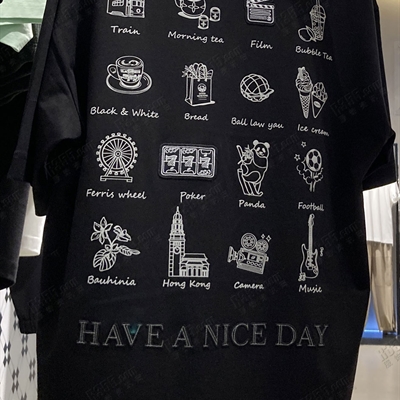 Train Morning tea Film Bubble Tea
Black & White Bread Ball law yau Ice cream
Ferris wheel Poker Panda Football
Bauhinia Hong Kong Camera Music
HAVE A NICE DAY